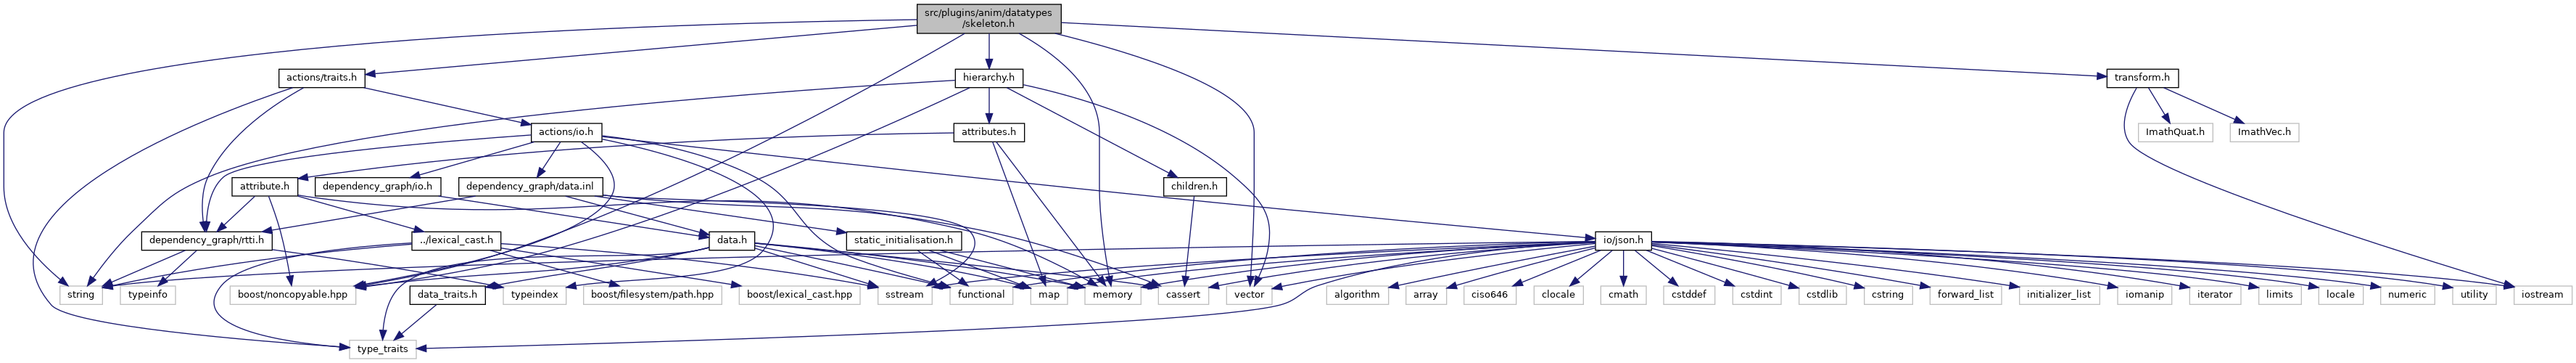 src/plugins/anim/datatypes
/skeleton.h
actions/traits.h
hierarchy.h
transform.h
actions/io.h
attributes.h
ImathQuat.h
ImathVec.h
attribute.h
dependency_graph/io.h
dependency_graph/data.inl
children.h
dependency_graph/rtti.h
../lexical_cast.h
data.h
static_initialisation.h
io/json.h
string
typeinfo
boost/noncopyable.hpp
data_traits.h
typeindex
boost/filesystem/path.hpp
boost/lexical_cast.hpp
sstream
functional
map
memory
cassert
vector
algorithm
array
ciso646
clocale
cmath
cstddef
cstdint
cstdlib
cstring
forward_list
initializer_list
iomanip
iterator
limits
locale
numeric
utility
iostream
type_traits